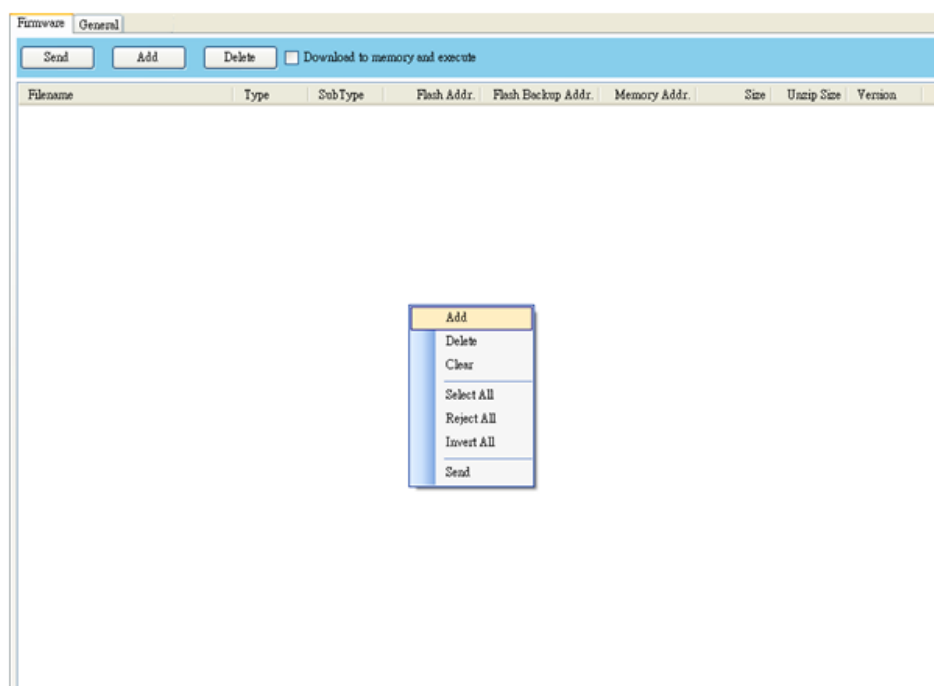 Firmware General
Send Add Delete Download to memory and execute
Filename Type SubType Flash Addr. Flash Backup Addr. Memory Addr. Size Unzip Size Version
Add
Delete
Clear
Select All
Reject All
Invert All
Send